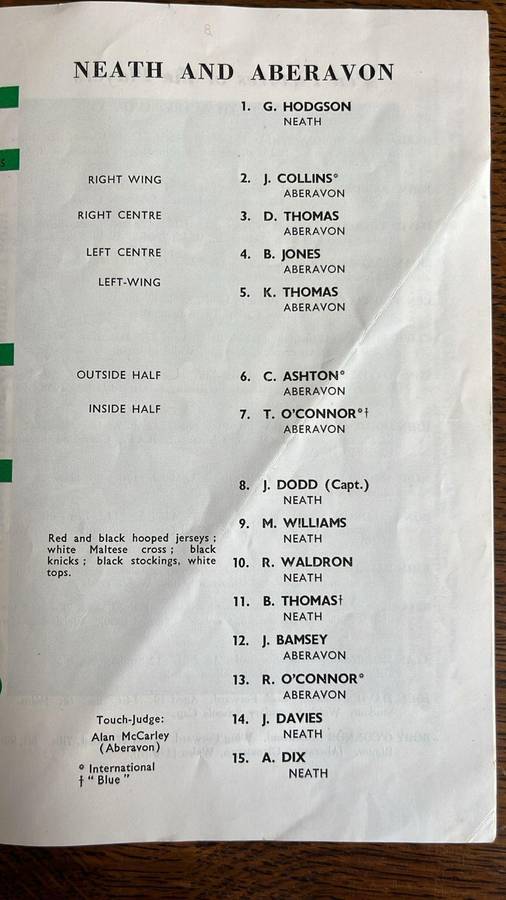 NEATH AND ABERAVON
1. G. HODGSON
NEATH
RIGHT WING 2. J. COLLINS°
ABERAVON
RIGHT CENTRE 3. D. THOMAS
ABERAVON
LEFT CENTRE 4. B. JONES
ABERAVON
LEFT-WING 5. K. THOMAS
ABERAVON
OUTSIDE HALF 6. C. ASHTON°
ABERAVON
INSIDE HALF 7. T. O'CONNOR°†
ABERAVON
8. J. DODD (Capt.)
NEATH
9. M. WILLIAMS
NEATH
10. R. WALDRON
NEATH
11. B. THOMAS†
NEATH
12. J. BAMSEY
ABERAVON
13. R. O'CONNOR°
ABERAVON
14. J. DAVIES
NEATH
15. A. DIX
NEATH
Red and black hooped jerseys ;
white Maltese cross ; black
knicks ; black stockings, white
tops.
Touch-Judge:
Alan McCarley
(Aberavon)
° International
† " Blue "